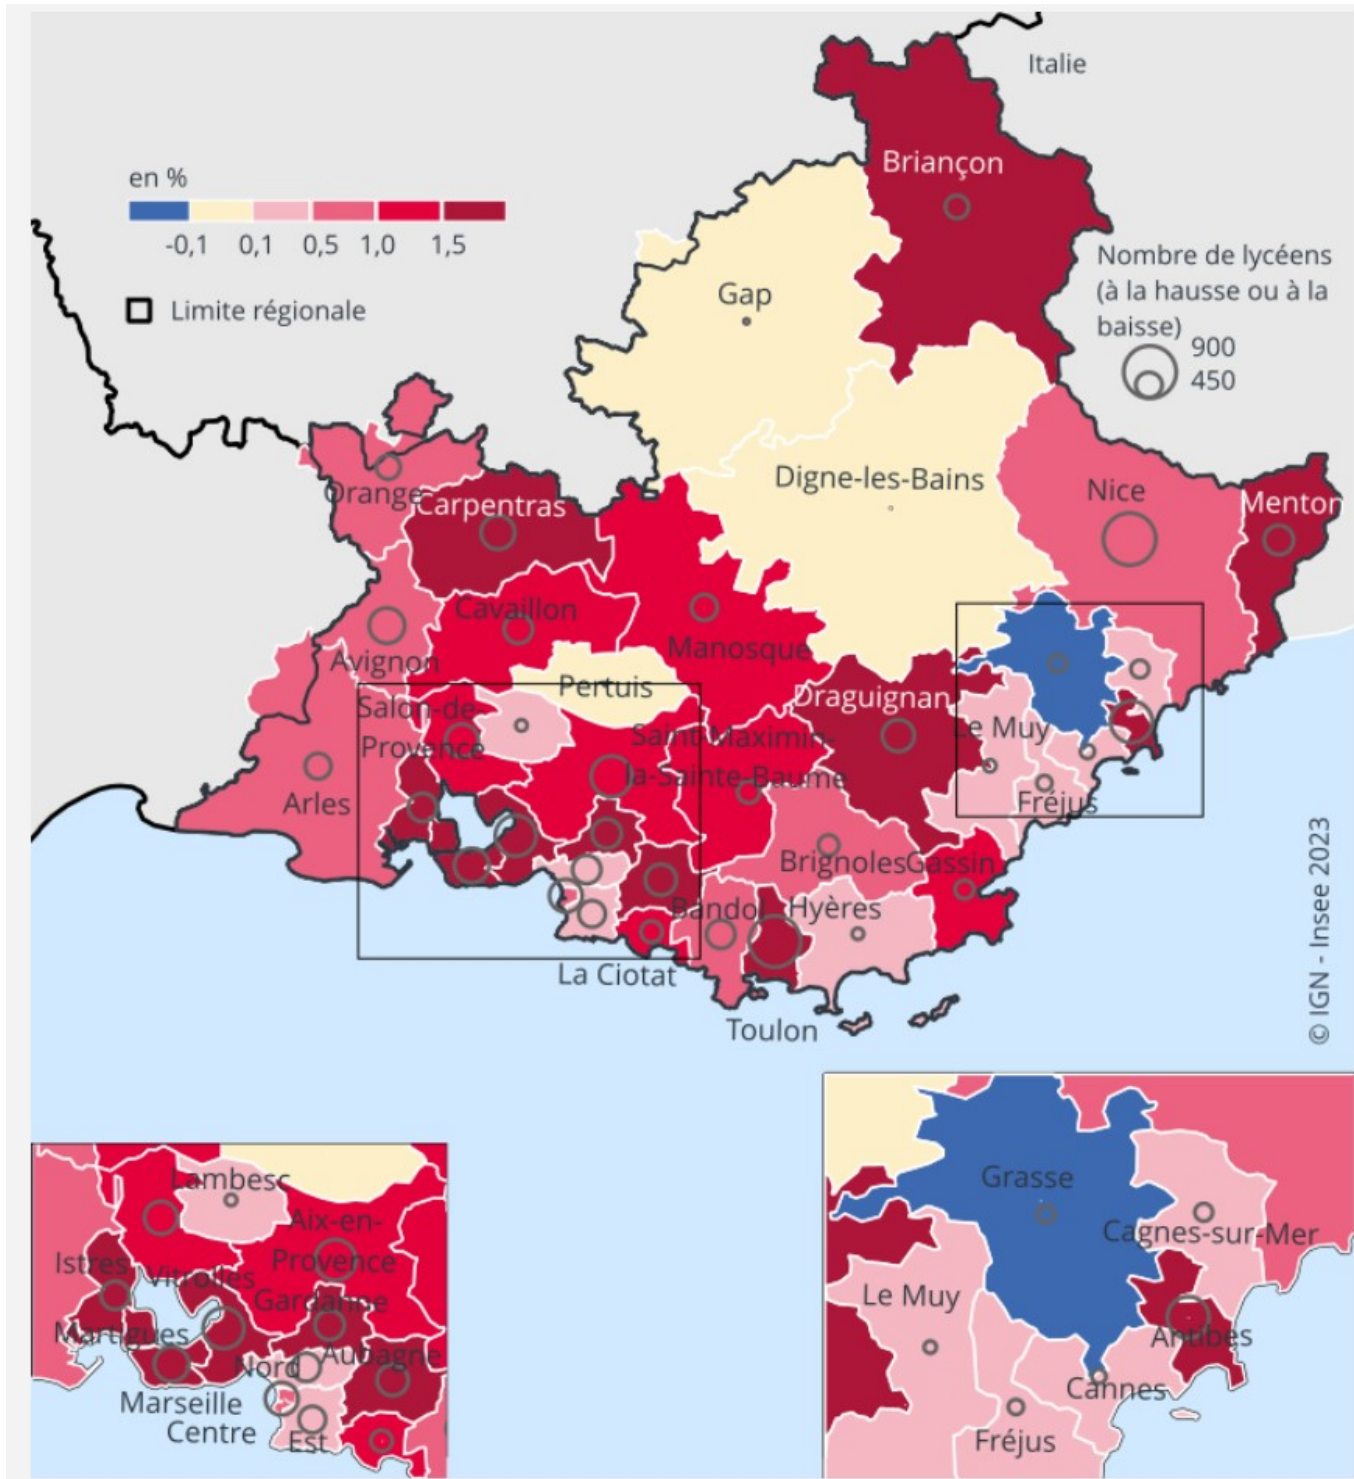 Italie
Briançon
en %
-0,1 0,1 0,5 1,0 1,5
Limite régionale
Nombre de lycéens
(à la hausse ou à la
baisse)
900
450
Gap
Digne-les-Bains
Nice
Menton
Orange
Carpentras
Cavaillon
Manosque
Avignon
Pertuis
Draguignan
Salon-de-
Provence
Saint-Maximin-
la-Sainte-Baume
Le Muy
Arles
Fréjus
Brignoles
Gassin
Bandol
Hyères
La Ciotat
Toulon
© IGN - Insee 2023
Lambesc
Aix-en-
Provence
Istres
Vitrolles
Gardanne
Martigues
Nord
Aubagne
Marseille
Centre
Est
Grasse
Cagnes-sur-Mer
Le Muy
Antibes
Cannes
Fréjus